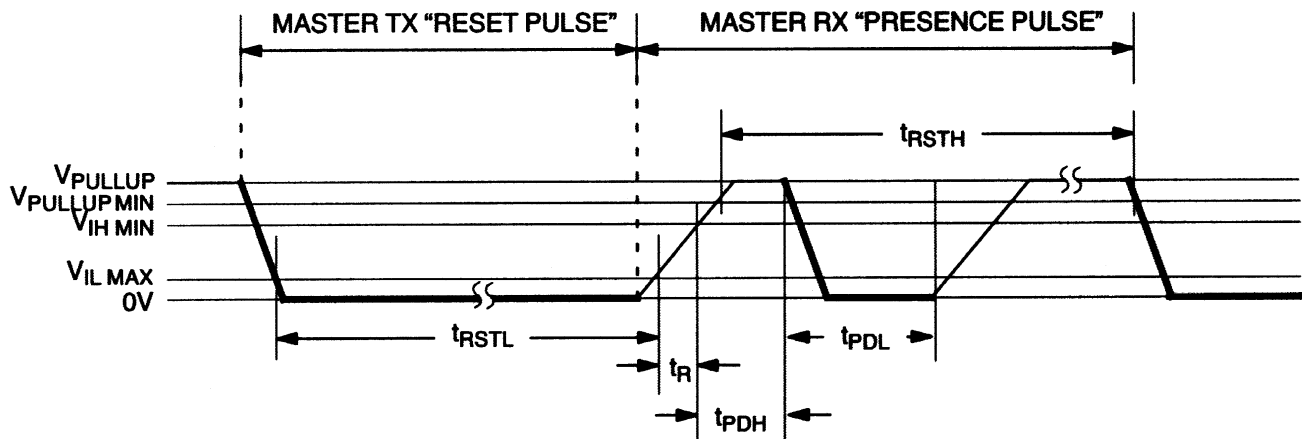 MASTER TX “RESET PULSE”
MASTER RX “PRESENCE PULSE”
tRSTH
VPULLUP
VPULLUP MIN
VIH MIN
VIL MAX
0V
tRSTL
tPDL
tR
tPDH